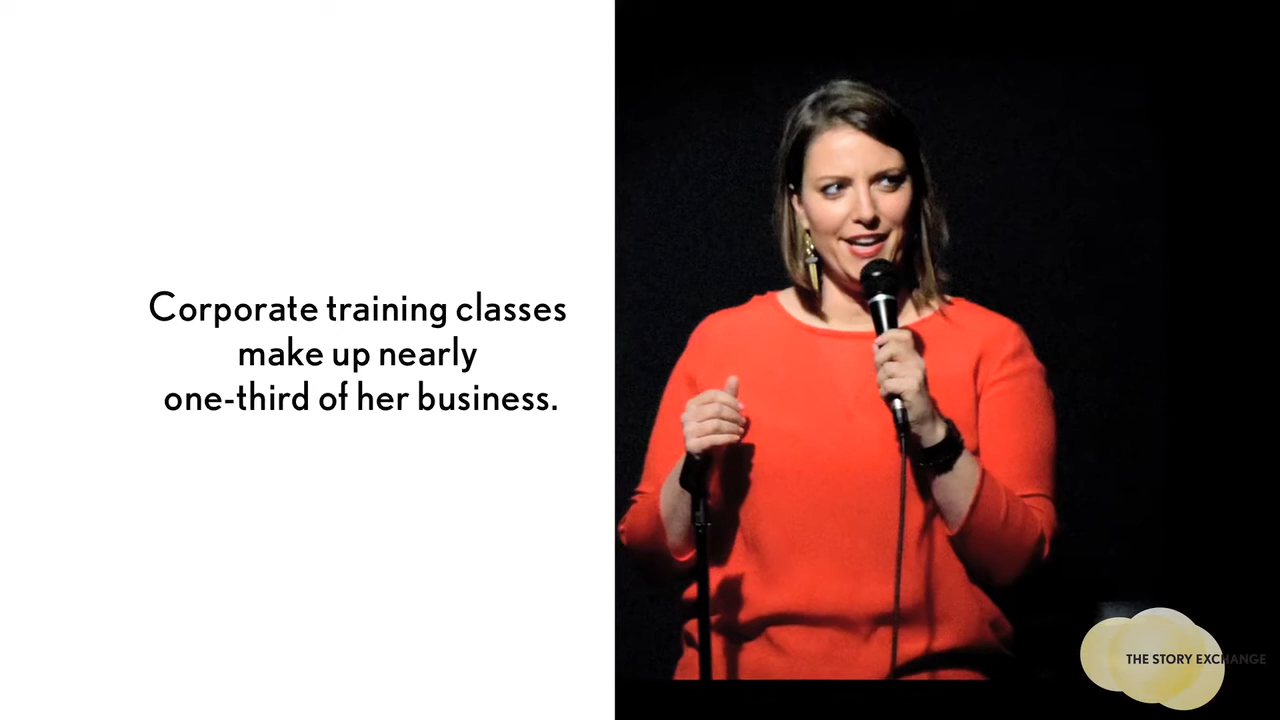 Corporate training classes
make up nearly
one-third of her business.
THE STORY EXCHANGE